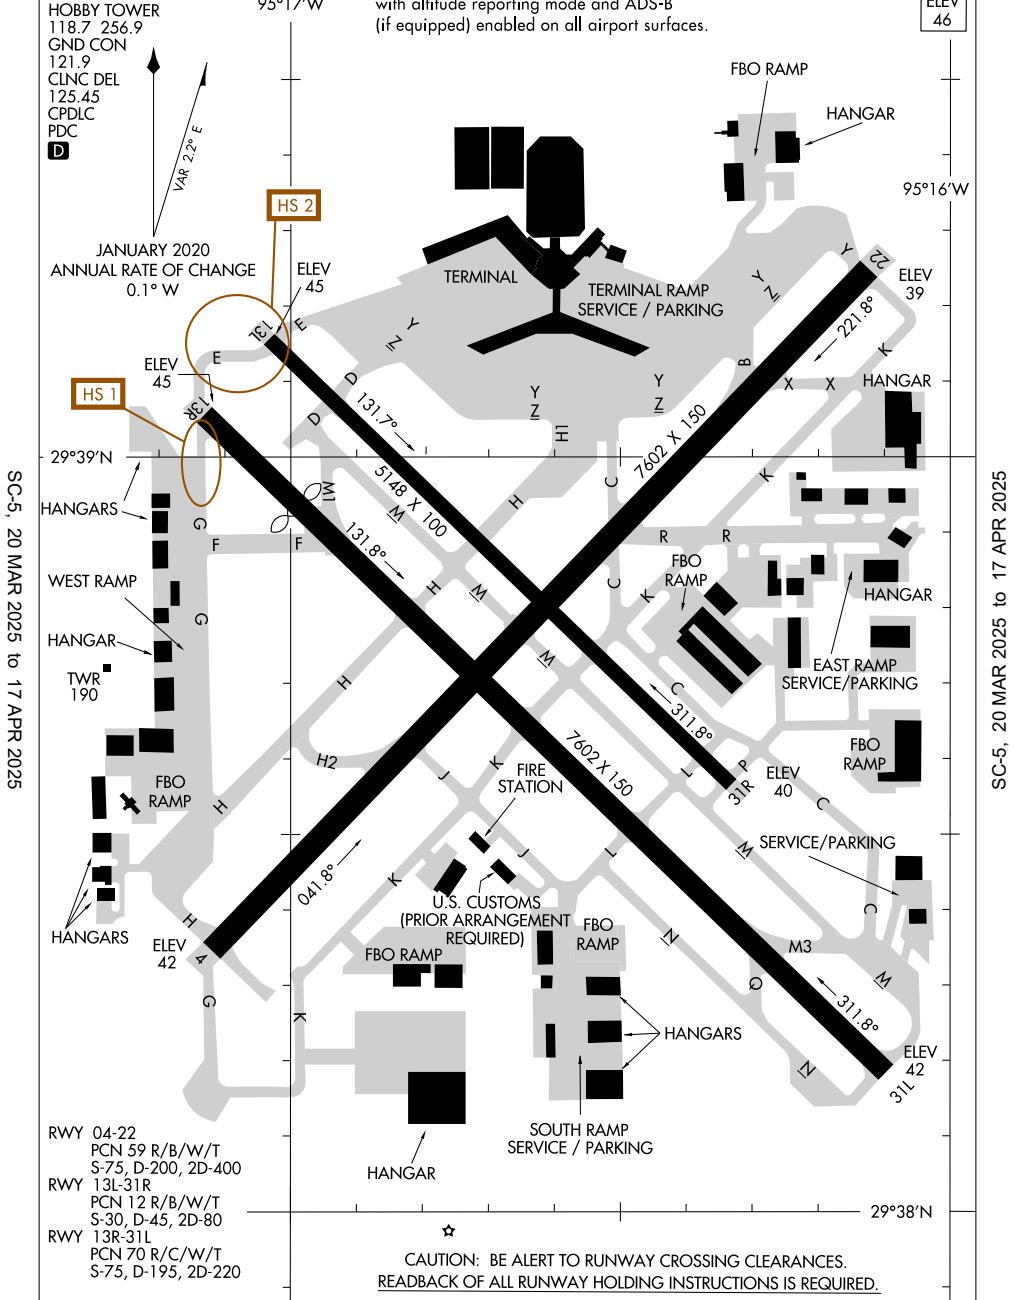 HOBBY TOWER
118.7 256.9
GND CON
121.9
CLNC DEL
125.45
CPDLC
PDC
D
95°17'W
with altitude reporting mode and ADS-B
(if equipped) enabled on all airport surfaces.
ELEV
46
VAR 2.2° E
JANUARY 2020
ANNUAL RATE OF CHANGE
0.1° W
HS 2
HS 1
FBO RAMP
HANGAR
95°16'W
TERMINAL
TERMINAL RAMP
SERVICE / PARKING
ELEV
45
13L
E
E
ELEV
45
13R
Y
22
ELEV
39
221.8°
Y
Z
Y
Z
Y
Z
Y
Z
B
K
X
X
HANGAR
D
D
131.7°
5148 X 100
7602 X 150
H1
29°39'N
HANGARS
M1
M
H
C
K
G
F
F
131.8°
R
R
FBO
RAMP
WEST RAMP
G
H
M
C
K
HANGAR
HANGAR
TWR
190
H
M
C
EAST RAMP
SERVICE/PARKING
311.8°
7602 X 150
H2
J
K
FIRE
STATION
L
P
31R
ELEV
40
FBO
RAMP
C
FBO
RAMP
H
041.8°
K
J
L
M
SERVICE/PARKING
U.S. CUSTOMS
(PRIOR ARRANGEMENT
REQUIRED)
C
HANGARS
H
ELEV
42
4
FBO RAMP
FBO
RAMP
N
M3
M
G
K
Q
311.8°
HANGARS
N
ELEV
42
31L
SOUTH RAMP
SERVICE / PARKING
HANGAR
RWY 04-22
PCN 59 R/B/W/T
S-75, D-200, 2D-400
RWY 13L-31R
PCN 12 R/B/W/T
S-30, D-45, 2D-80
RWY 13R-31L
PCN 70 R/C/W/T
S-75, D-195, 2D-220
29°38'N
CAUTION: BE ALERT TO RUNWAY CROSSING CLEARANCES.
READBACK OF ALL RUNWAY HOLDING INSTRUCTIONS IS REQUIRED.
SC-5, 20 MAR 2025 to 17 APR 2025
SC-5, 20 MAR 2025 to 17 APR 2025